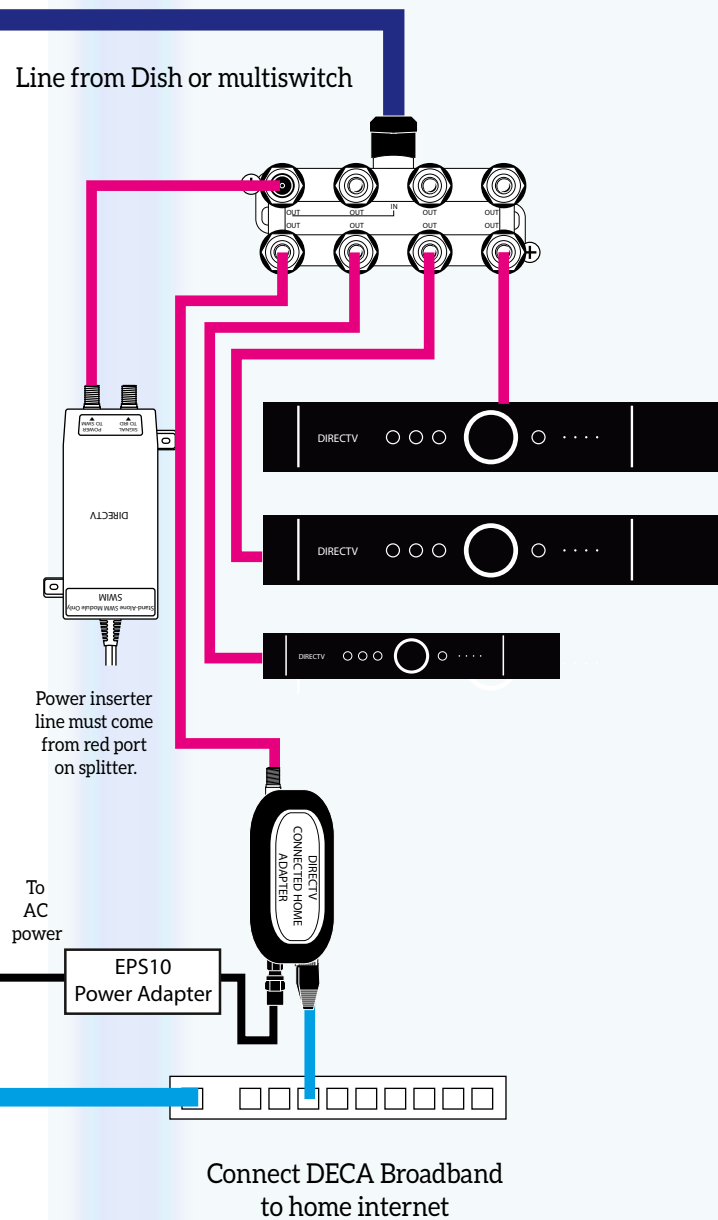 Line from Dish or multiswitch
IN
OUT OUT OUT OUT
OUT OUT OUT OUT
POWER TO SWM
SIGNAL TO IRD
DIRECTV
DIRECTV
SWiM
Stand-Alone SWM Module Only
DIRECTV
DIRECTV
Power inserter
line must come
from red port
on splitter.
DIRECTV
CONNECTED HOME
ADAPTER
To
AC
power
EPS10
Power Adapter
Connect DECA Broadband
to home internet